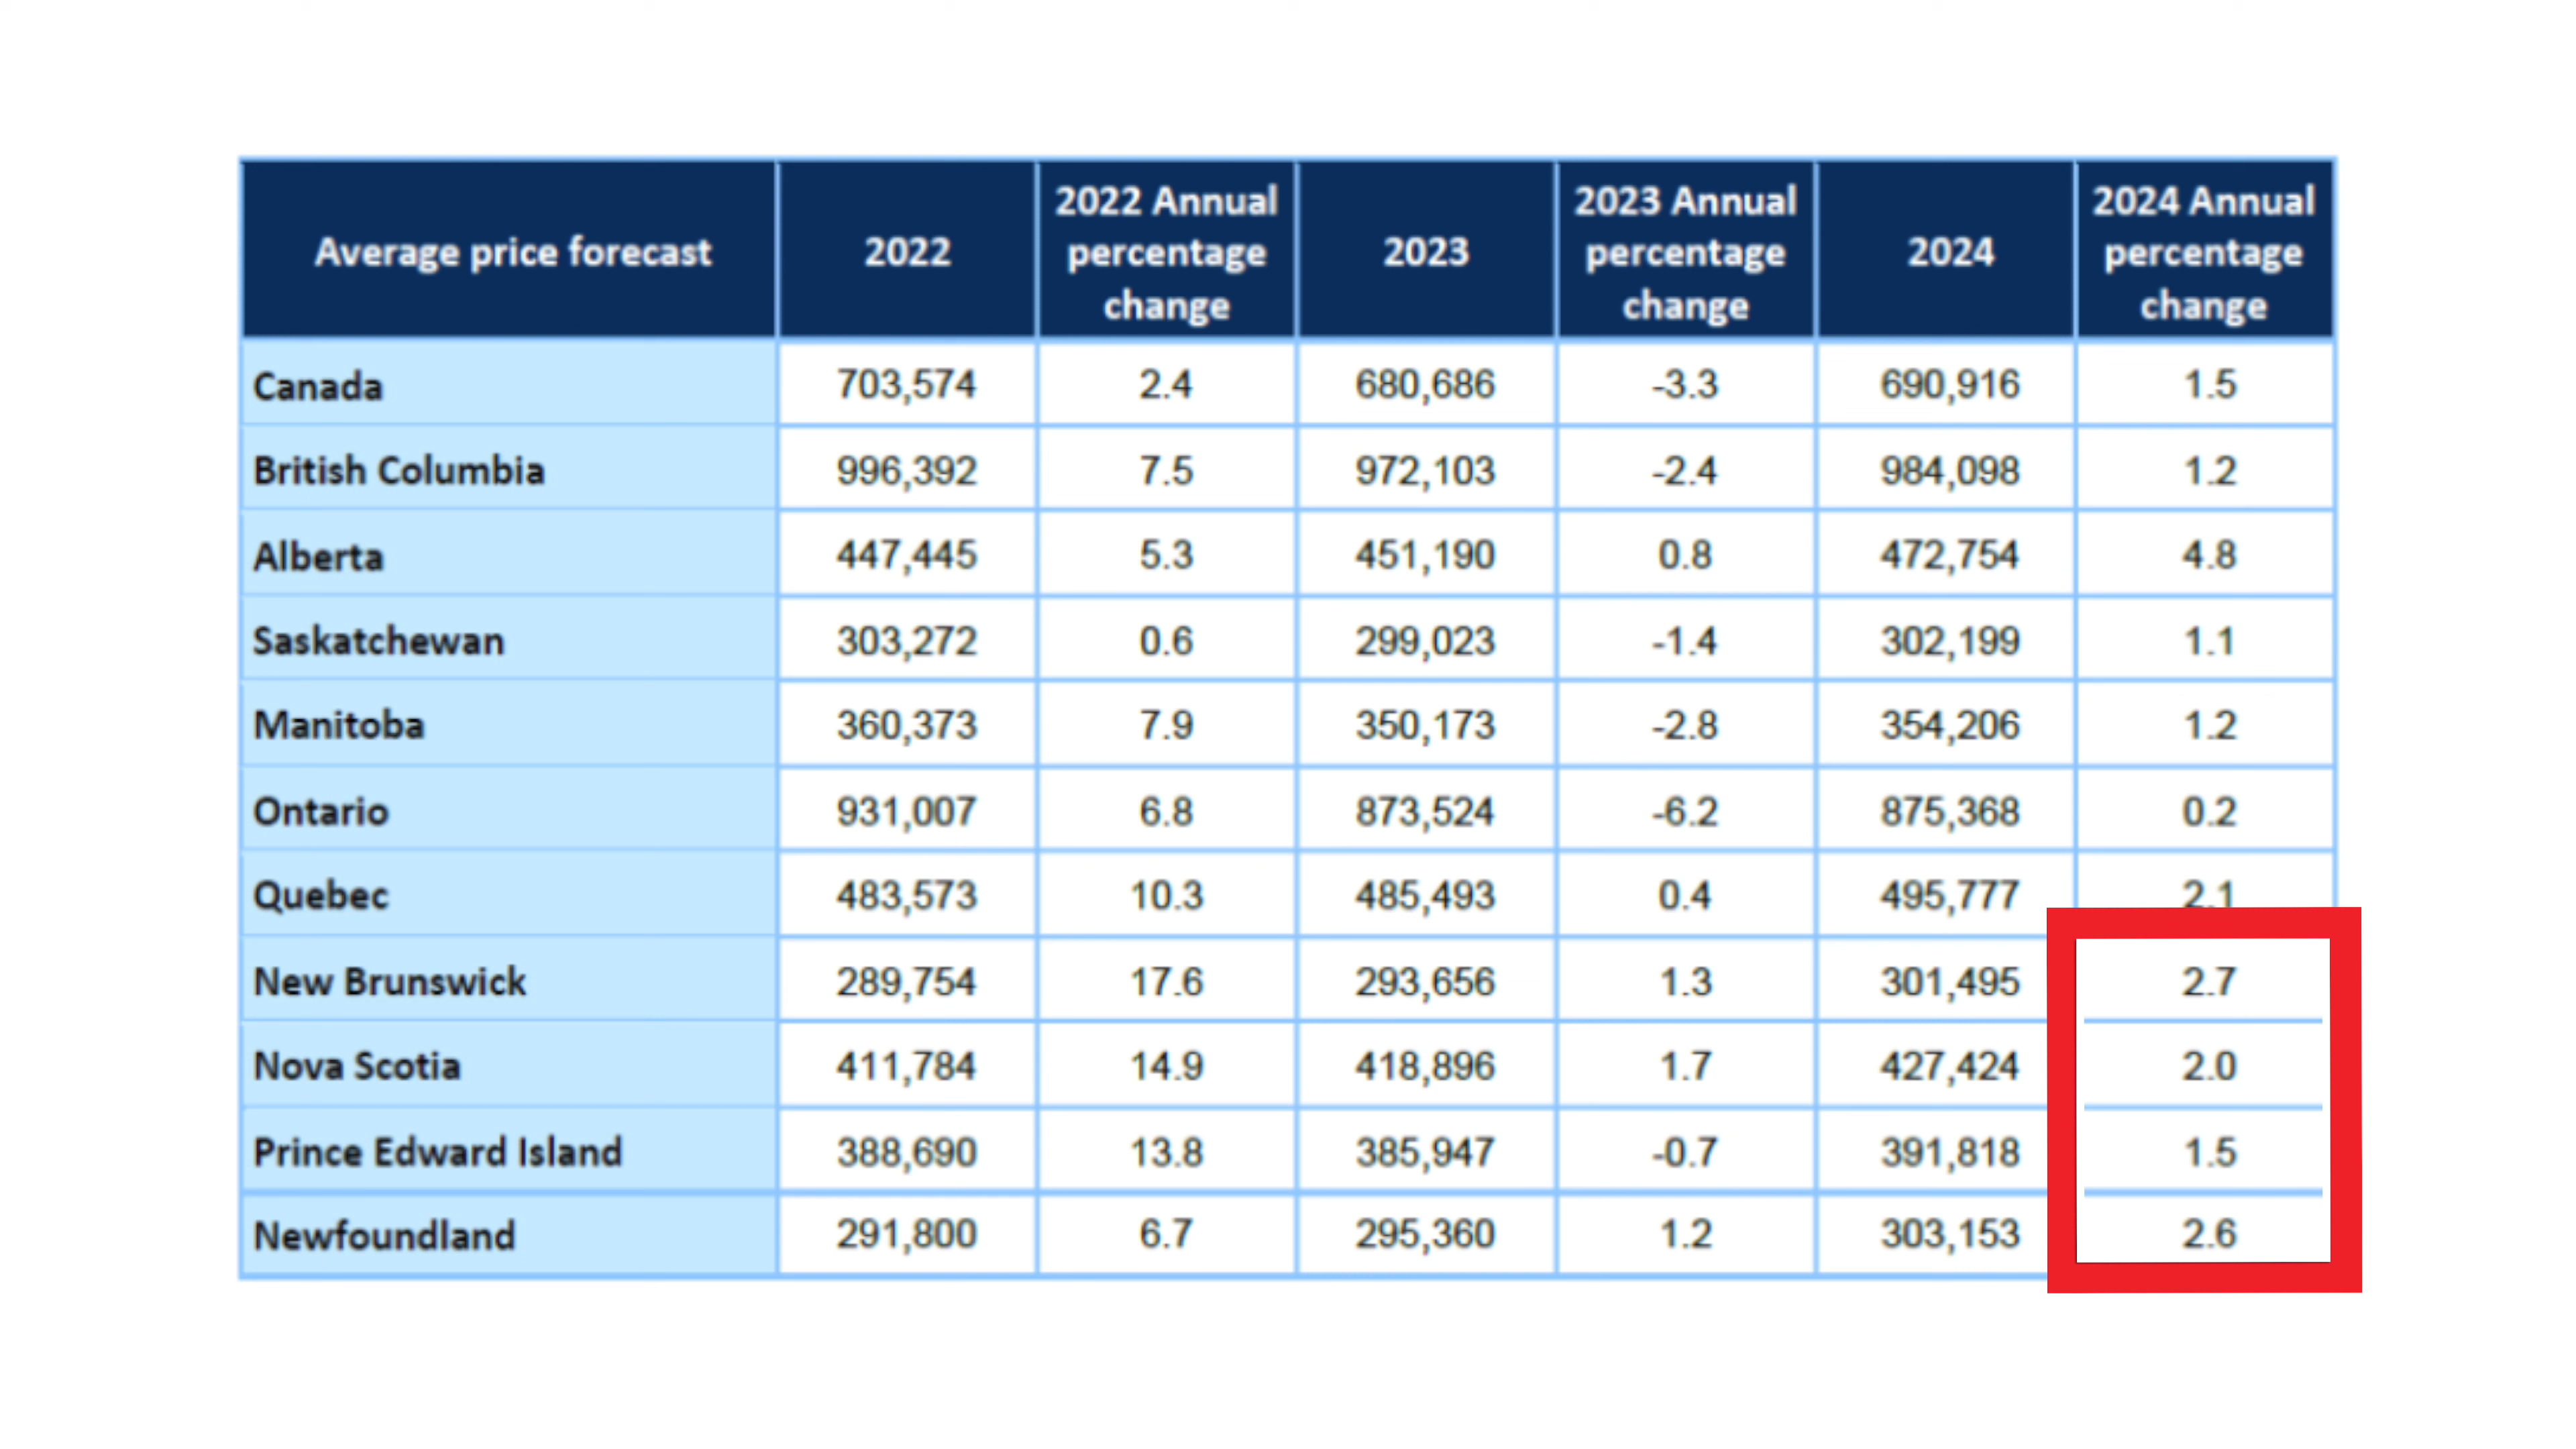 Average price forecast 2022 2022 Annual percentage change 2023 2023 Annual percentage change 2024 2024 Annual percentage change
Canada 703,574 2.4 680,686 -3.3 690,916 1.5
British Columbia 996,392 7.5 972,103 -2.4 984,098 1.2
Alberta 447,445 5.3 451,190 0.8 472,754 4.8
Saskatchewan 303,272 0.6 299,023 -1.4 302,199 1.1
Manitoba 360,373 7.9 350,173 -2.8 354,206 1.2
Ontario 931,007 6.8 873,524 -6.2 875,368 0.2
Quebec 483,573 10.3 485,493 0.4 495,777 2.1
New Brunswick 289,754 17.6 293,656 1.3 301,495 2.7
Nova Scotia 411,784 14.9 418,896 1.7 427,424 2.0
Prince Edward Island 388,690 13.8 385,947 -0.7 391,818 1.5
Newfoundland 291,800 6.7 295,360 1.2 303,153 2.6